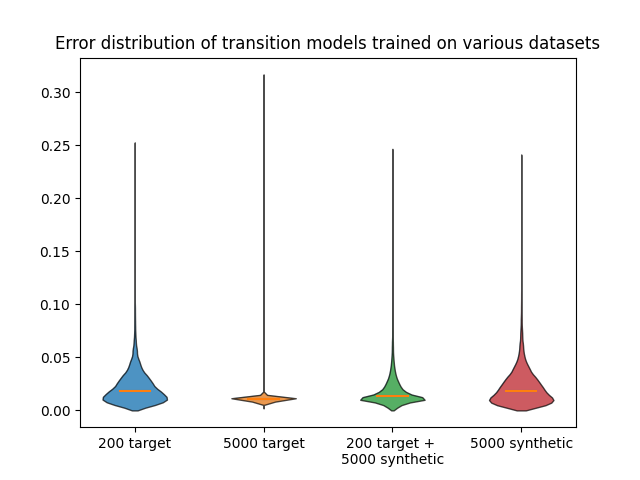 Error distribution of transition models trained on various datasets
0.30
0.25
0.20
0.15
0.10
0.05
0.00
200 target
5000 target
200 target +
5000 synthetic
5000 synthetic